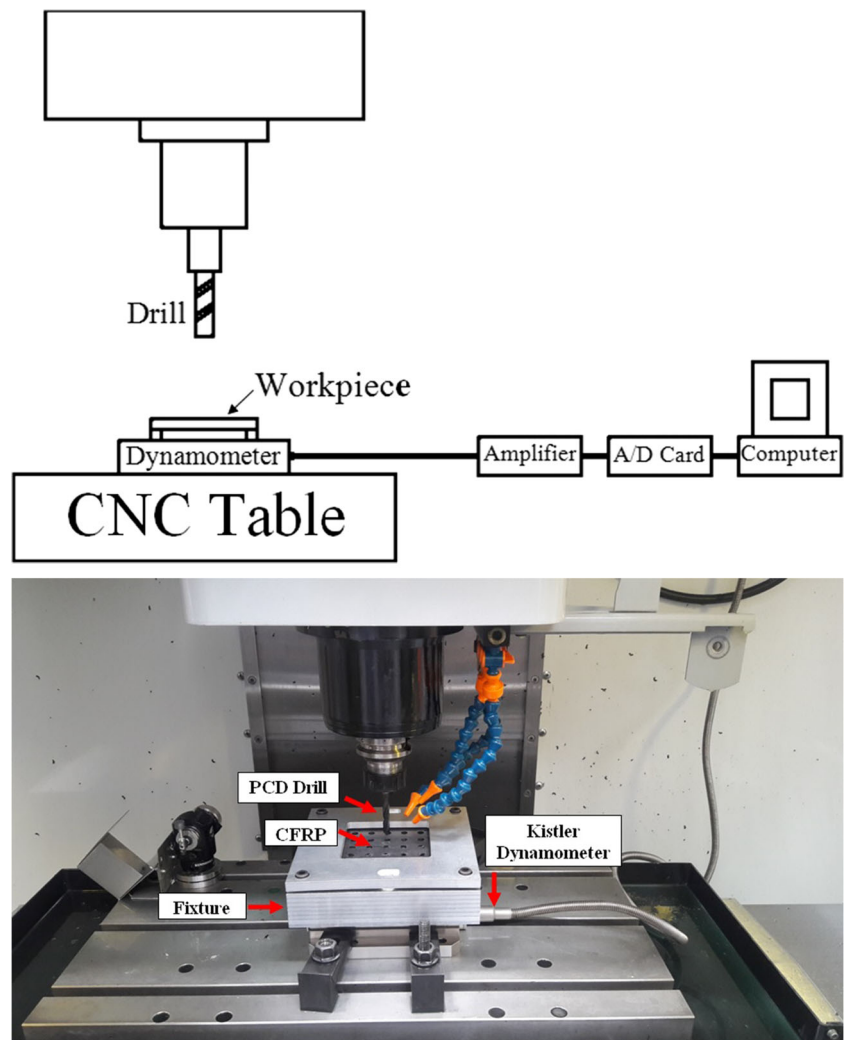 Drill
Workpiece
Dynamometer
Amplifier
A/D Card
Computer
CNC Table
PCD Drill
CFRP
Kistler
Dynamometer
Fixture